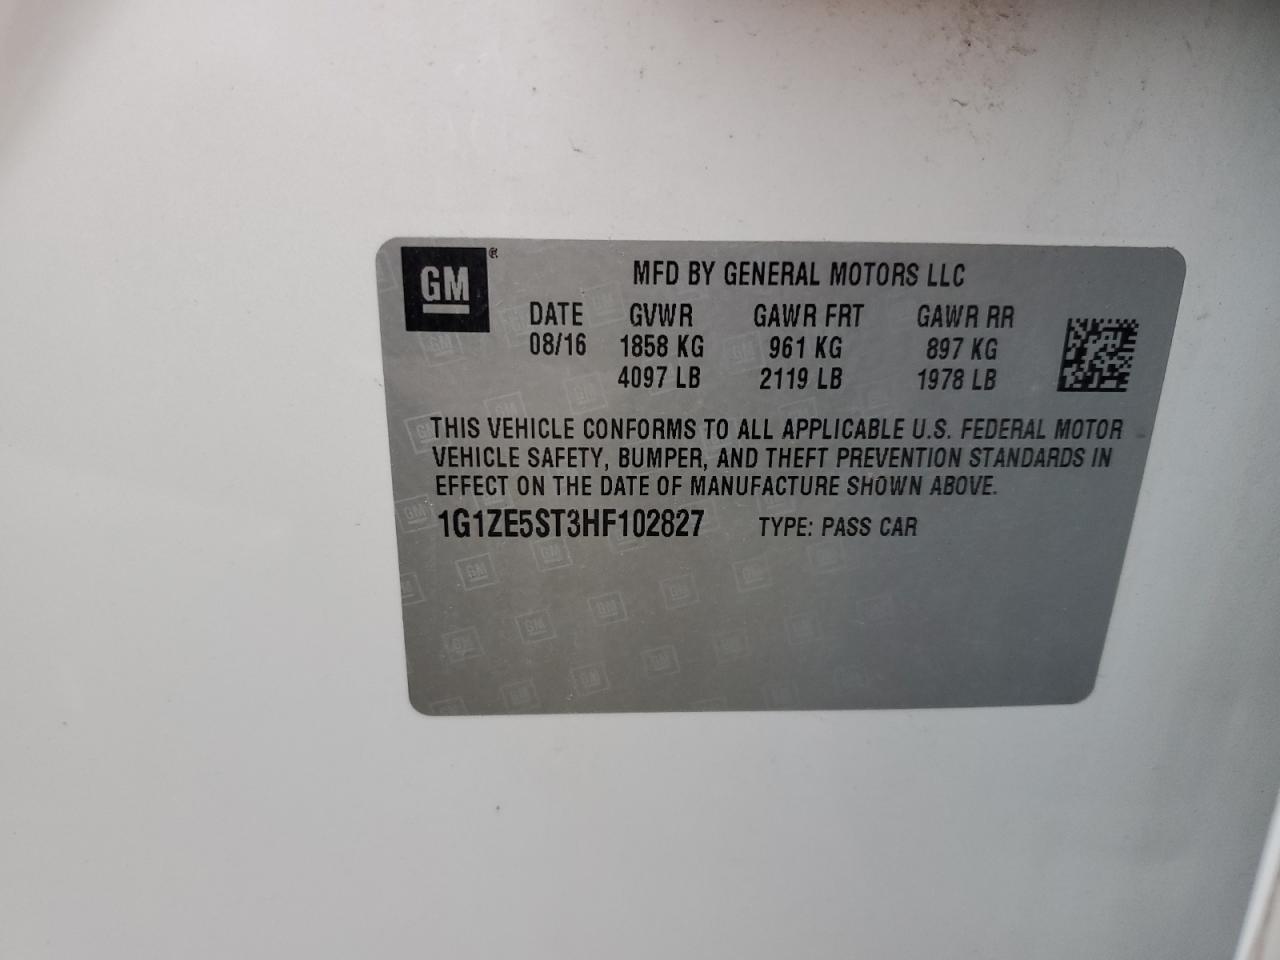 GM®
MFD BY GENERAL MOTORS LLC
DATE GVWR GAWR FRT GAWR RR
08/16 1858 KG 961 KG 897 KG
4097 LB 2119 LB 1978 LB
THIS VEHICLE CONFORMS TO ALL APPLICABLE U.S. FEDERAL MOTOR
VEHICLE SAFETY, BUMPER, AND THEFT PREVENTION STANDARDS IN
EFFECT ON THE DATE OF MANUFACTURE SHOWN ABOVE.
1G1ZE5ST3HF102827 TYPE: PASS CAR